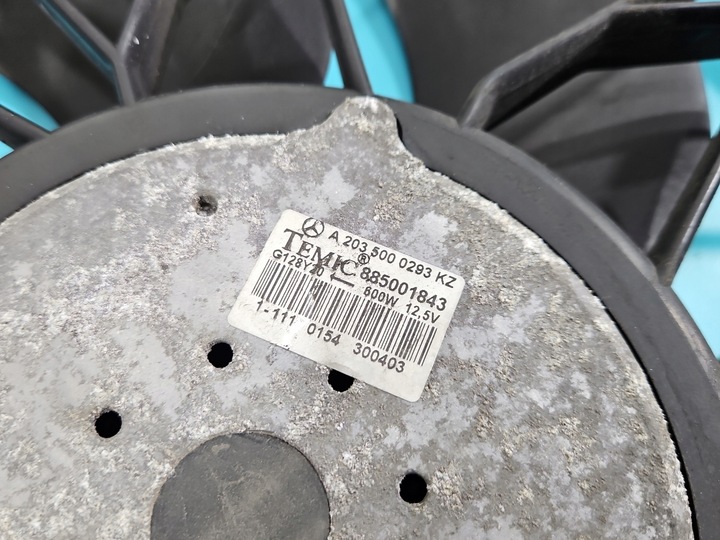 A 203 500 0293 KZ
TEMIC® 885001843
G128Y20 600W 12,5V
1-111 0154 300403